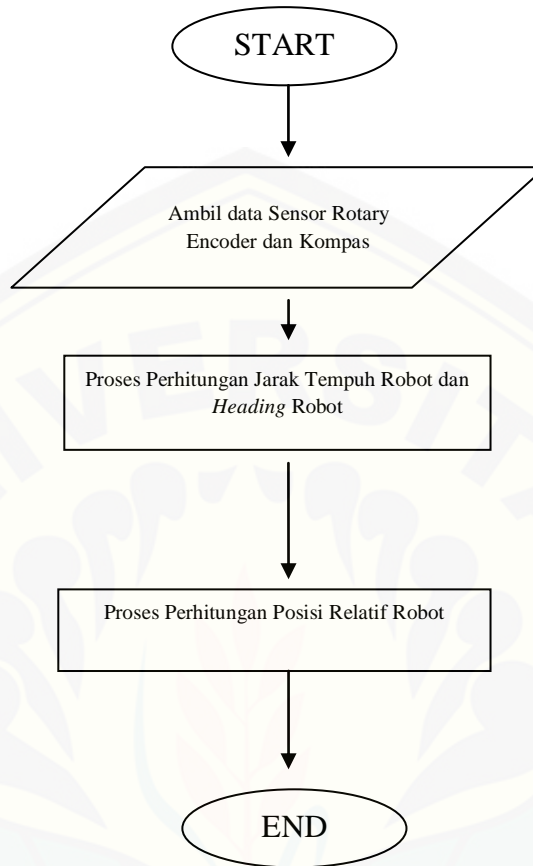 START
Ambil data Sensor Rotary
Encoder dan Kompas
Proses Perhitungan Jarak Tempuh Robot dan
Heading Robot
Proses Perhitungan Posisi Relatif Robot
END